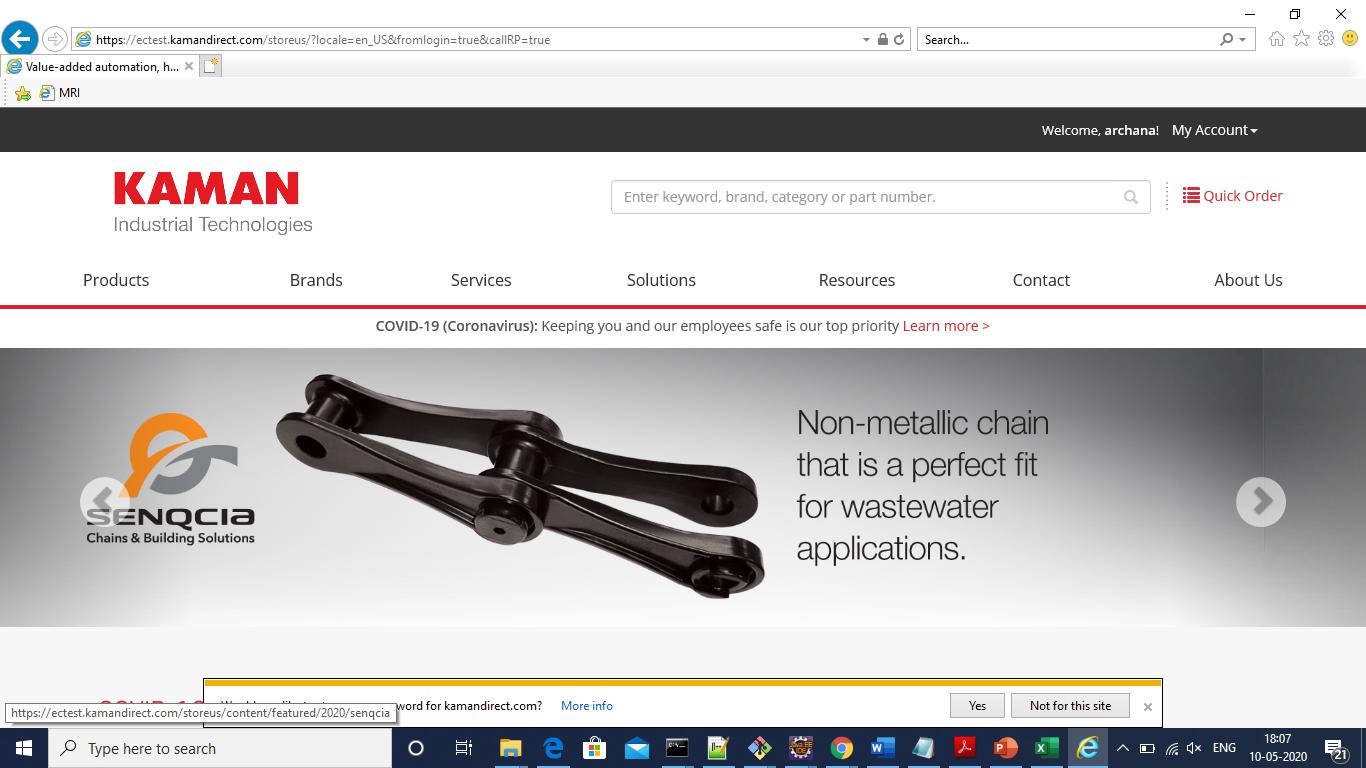 https://ectest.kamandirect.com/storeus/?locale=en_US&fromlogin=true&callRP=true
Search...
Value-added automation, h...
MRI
Welcome, archana! My Account
KAMAN
Industrial Technologies
Enter keyword, brand, category or part number.
Quick Order
Products Brands Services Solutions Resources Contact About Us
COVID-19 (Coronavirus): Keeping you and our employees safe is our top priority Learn more >
SENQCIA
Chains & Building Solutions
Non-metallic chain
that is a perfect fit
for wastewater
applications.
for kamandirect.com? More info Yes Not for this site
https://ectest.kamandirect.com/storeus/content/featured/2020/senqcia
Type here to search
ENG
18:07
10-05-2020
21